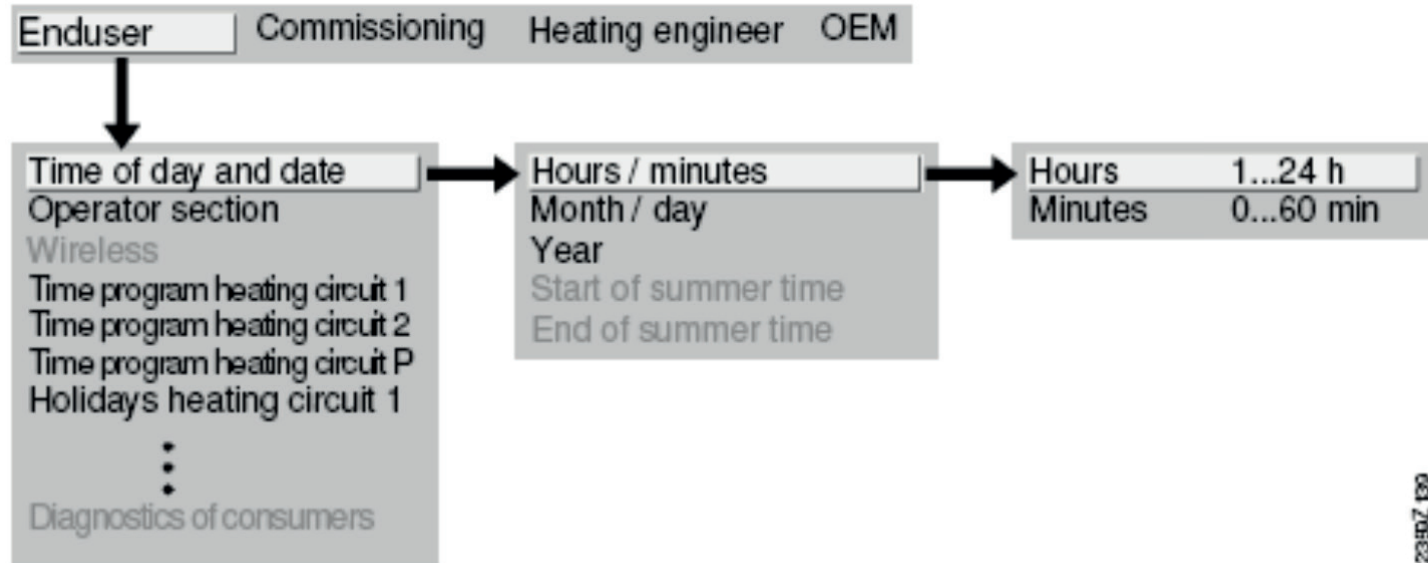 Enduser Commissioning Heating engineer OEM
Time of day and date
Operator section
Wireless
Time program heating circuit 1
Time program heating circuit 2
Time program heating circuit P
Holidays heating circuit 1
Diagnostics of consumers
Hours / minutes
Month / day
Year
Start of summer time
End of summer time
Hours 1...24 h
Minutes 0...60 min